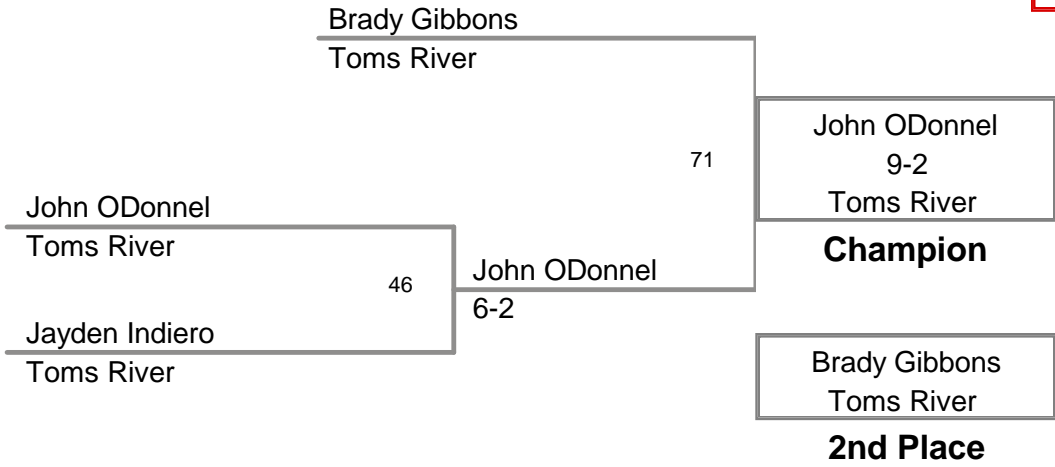 Brady Gibbons
Toms River
John ODonnel
9-2
Toms River
Champion
71
John ODonnel
Toms River
46
John ODonnel
6-2
Jayden Indiero
Toms River
Brady Gibbons
Toms River
2nd Place